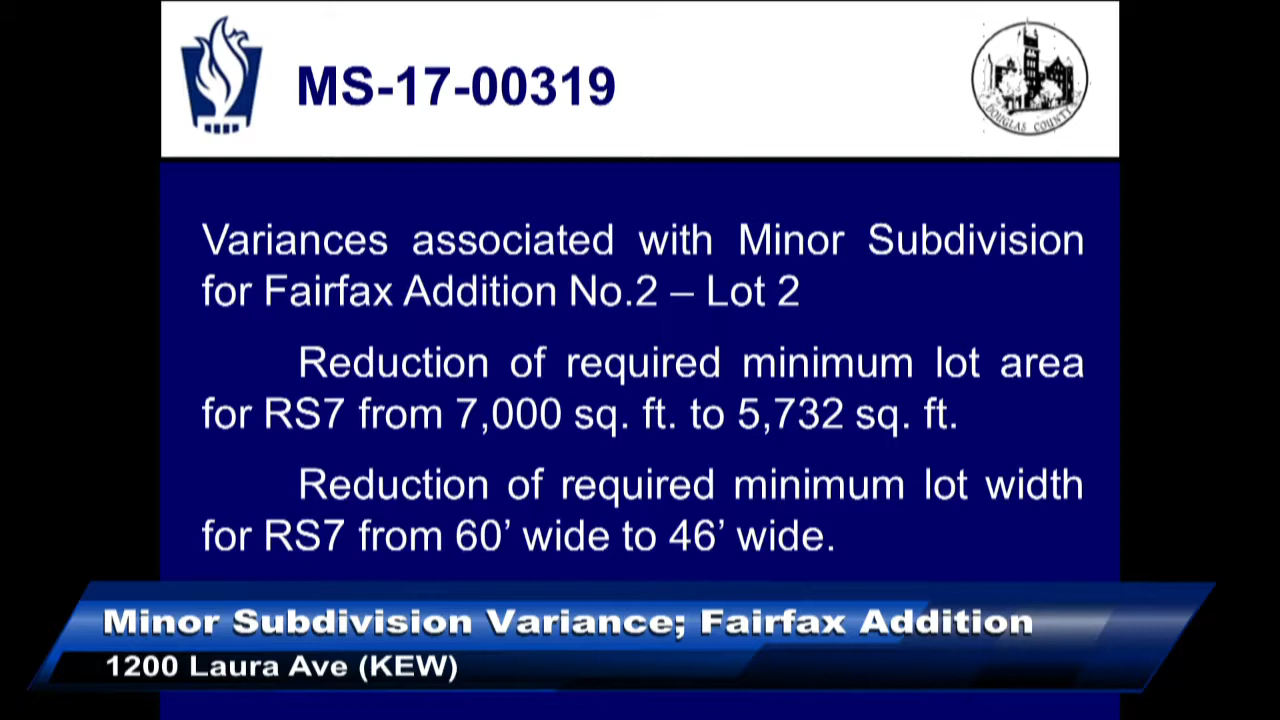 MS-17-00319
DOUGLAS COUNTY
Variances associated with Minor Subdivision
for Fairfax Addition No.2 – Lot 2
Reduction of required minimum lot area
for RS7 from 7,000 sq. ft. to 5,732 sq. ft.
Reduction of required minimum lot width
for RS7 from 60’ wide to 46’ wide.
Minor Subdivision Variance; Fairfax Addition
1200 Laura Ave (KEW)